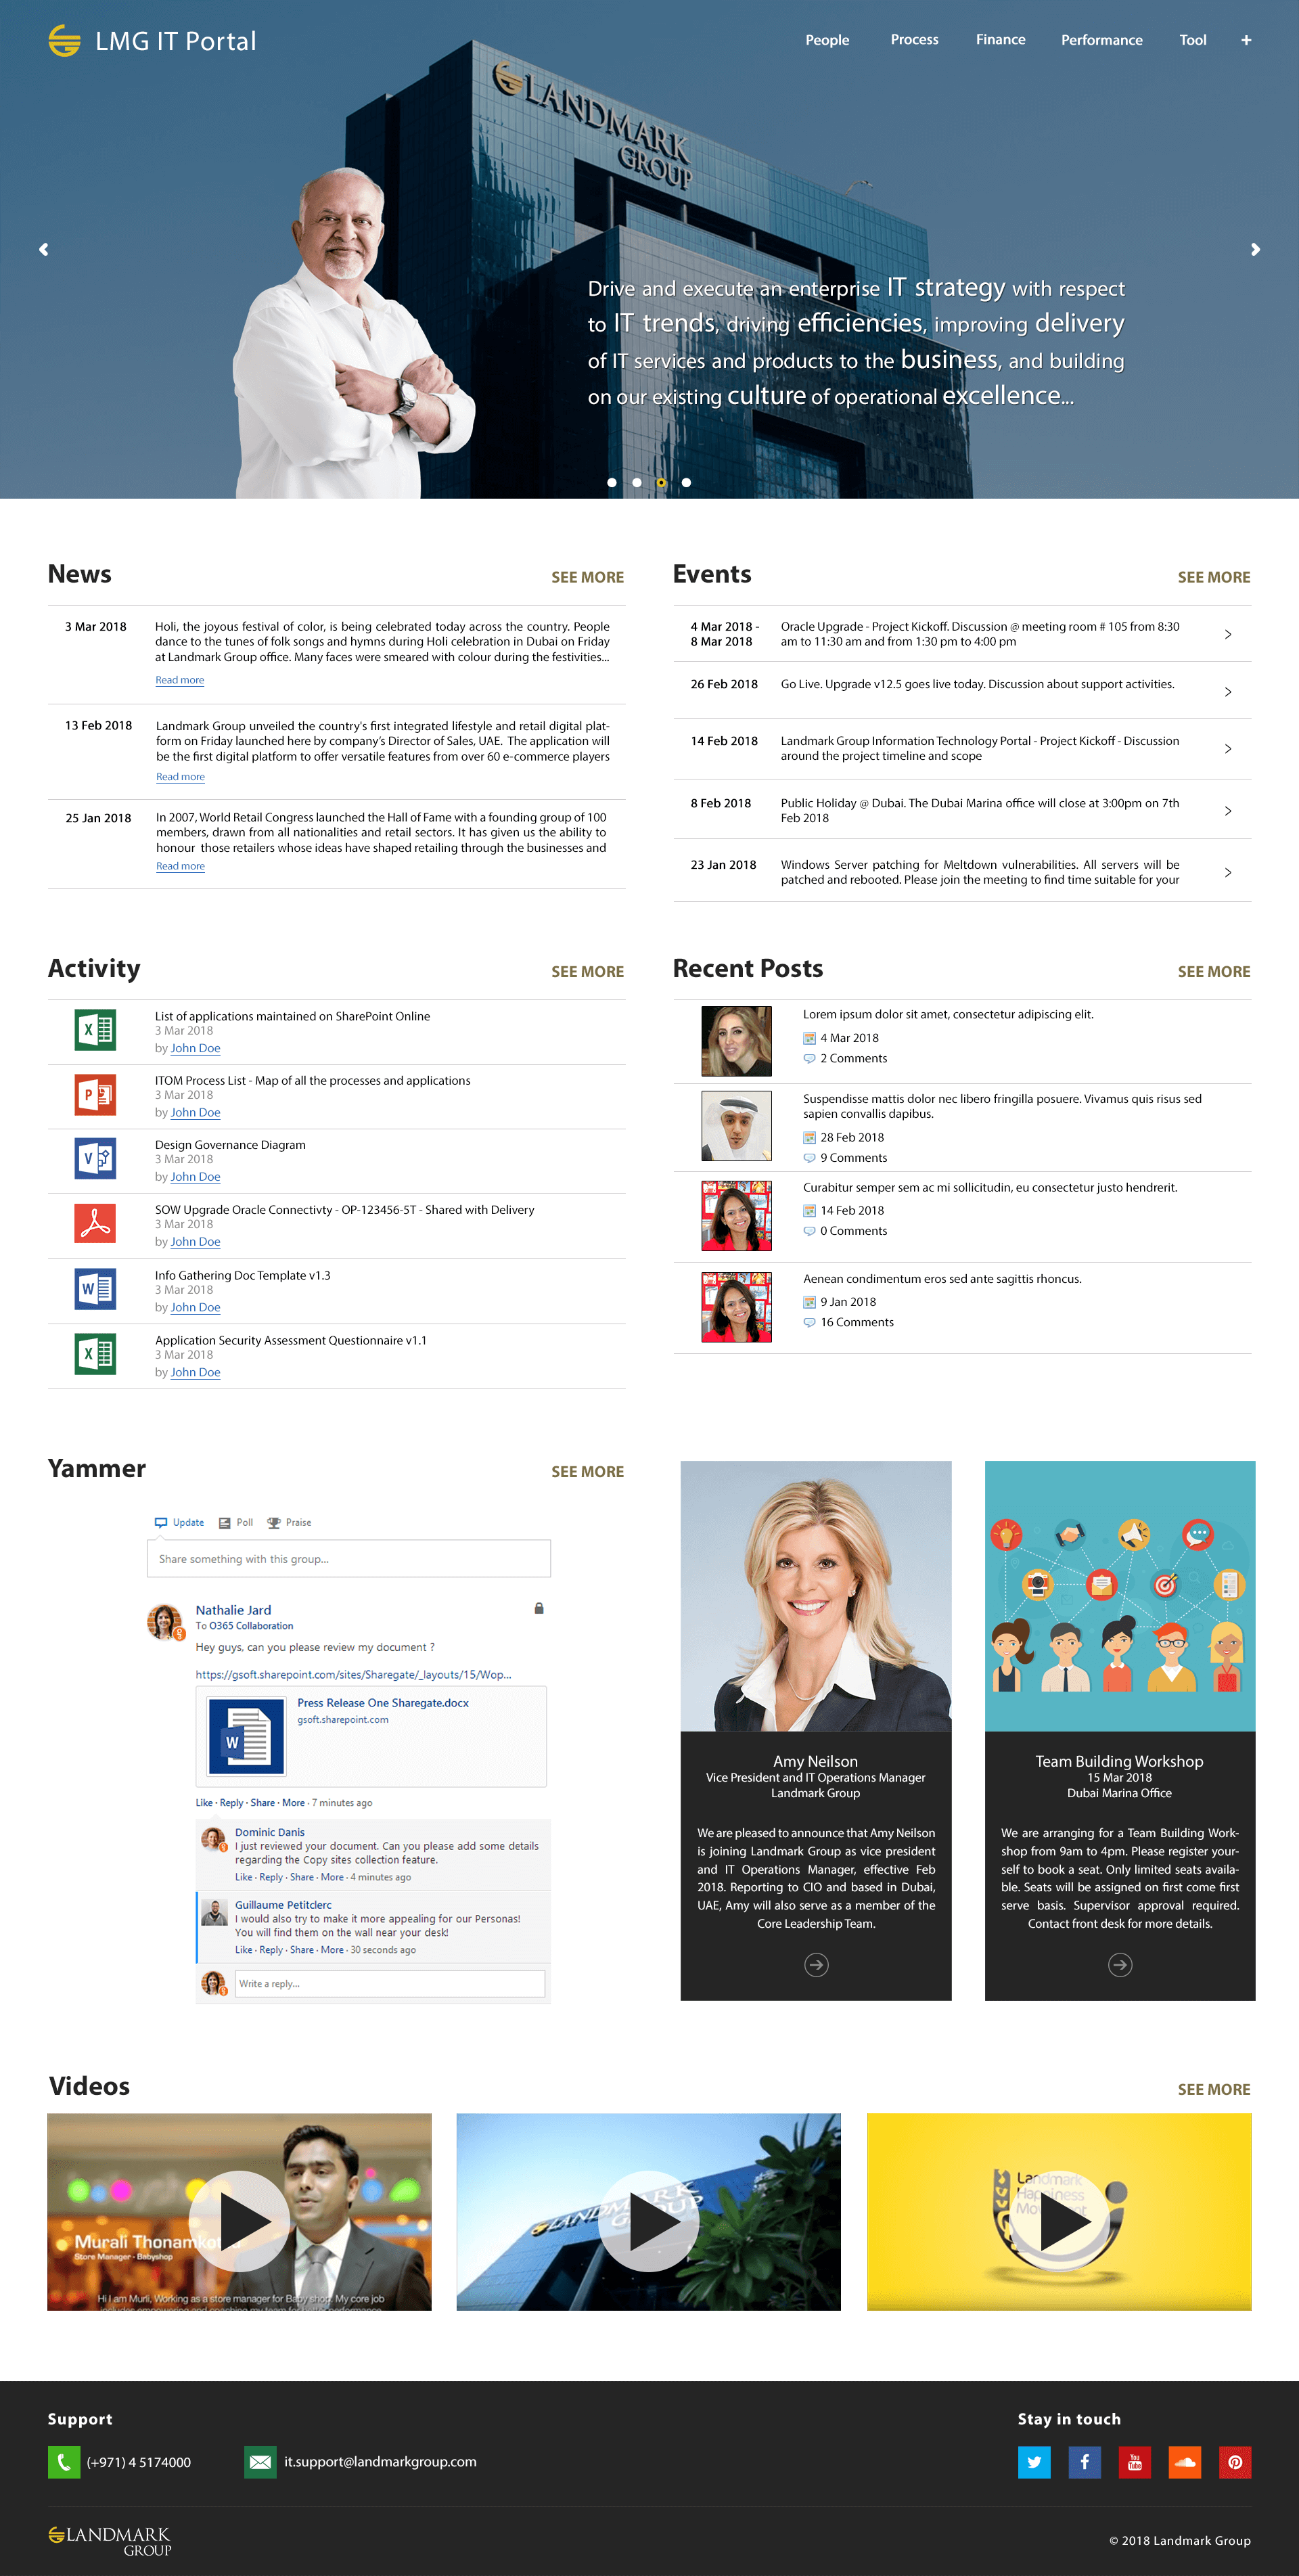 LMG IT Portal
People Process Finance Performance Tool +
LANDMARK
GROUP
Drive and execute an enterprise IT strategy with respect
to IT trends, driving efficiencies, improving delivery
of IT services and products to the business, and building
on our existing culture of operational excellence...
News
SEE MORE
3 Mar 2018
Holi, the joyous festival of color, is being celebrated today across the country. People
dance to the tunes of folk songs and hymns during Holi celebration in Dubai on Friday
at Landmark Group office. Many faces were smeared with colour during the festivities...
Read more
13 Feb 2018
Landmark Group unveiled the country's first integrated lifestyle and retail digital plat-
form on Friday launched here by company's Director of Sales, UAE. The application will
be the first digital platform to offer versatile features from over 60 e-commerce players
Read more
25 Jan 2018
In 2007, World Retail Congress launched the Hall of Fame with a founding group of 100
members, drawn from all nationalities and retail sectors. It has given us the ability to
honour those retailers whose ideas have shaped retailing through the businesses and
Read more
Events
SEE MORE
4 Mar 2018 -
8 Mar 2018
Oracle Upgrade - Project Kickoff. Discussion @ meeting room # 105 from 8:30
am to 11:30 am and from 1:30 pm to 4:00 pm
26 Feb 2018
Go Live. Upgrade v12.5 goes live today. Discussion about support activities.
14 Feb 2018
Landmark Group Information Technology Portal - Project Kickoff - Discussion
around the project timeline and scope
8 Feb 2018
Public Holiday @ Dubai. The Dubai Marina office will close at 3:00pm on 7th
Feb 2018
23 Jan 2018
Windows Server patching for Meltdown vulnerabilities. All servers will be
patched and rebooted. Please join the meeting to find time suitable for your
Activity
SEE MORE
List of applications maintained on SharePoint Online
3 Mar 2018
by John Doe
ITOM Process List - Map of all the processes and applications
3 Mar 2018
by John Doe
Design Governance Diagram
3 Mar 2018
by John Doe
SOW Upgrade Oracle Connectivty - OP-123456-5T - Shared with Delivery
3 Mar 2018
by John Doe
Info Gathering Doc Template v1.3
3 Mar 2018
by John Doe
Application Security Assessment Questionnaire v1.1
3 Mar 2018
by John Doe
Recent Posts
SEE MORE
Lorem ipsum dolor sit amet, consectetur adipiscing elit.
4 Mar 2018
2 Comments
Suspendisse mattis dolor nec libero fringilla posuere. Vivamus quis risus sed
sapien convallis dapibus.
28 Feb 2018
9 Comments
Curabitur semper sem ac mi sollicitudin, eu consectetur justo hendrerit.
14 Feb 2018
0 Comments
Aenean condimentum eros sed ante sagittis rhoncus.
9 Jan 2018
16 Comments
Yammer
SEE MORE
Update Poll Praise
Share something with this group...
Nathalie Jard
To O365 Collaboration
Hey guys, can you please review my document ?
https://gsoft.sharepoint.com/sites/Sharegate/_layouts/15/Wop...
Press Release One Sharegate.docx
gsoft.sharepoint.com
Like · Reply · Share · More · 7 minutes ago
Dominic Danis
I just reviewed your document. Can you please add some details
regarding the Copy sites collection feature.
Like · Reply · Share · More · 4 minutes ago
Guillaume Petitclerc
I would also try to make it more appealing for our Personas!
You will find them on the wall near your desk!
Like · Reply · Share · More · 30 seconds ago
Write a reply...
Amy Neilson
Vice President and IT Operations Manager
Landmark Group
We are pleased to announce that Amy Neilson
is joining Landmark Group as vice president
and IT Operations Manager, effective Feb
2018. Reporting to CIO and based in Dubai,
UAE, Amy will also serve as a member of the
Core Leadership Team.
Team Building Workshop
15 Mar 2018
Dubai Marina Office
We are arranging for a Team Building Work-
shop from 9am to 4pm. Please register your-
self to book a seat. Only limited seats availa-
ble. Seats will be assigned on first come first
serve basis. Supervisor approval required.
Contact front desk for more details.
Videos
SEE MORE
Murali
Store Manager - Babyshop
Hi I am Murli, Working as a store manager for Baby shop. My core job
LANDMARK
GROUP
Landmark
Happiness
Support
(+971) 4 5174000
it.support@landmarkgroup.com
Stay in touch
LANDMARK
GROUP
© 2018 Landmark Group